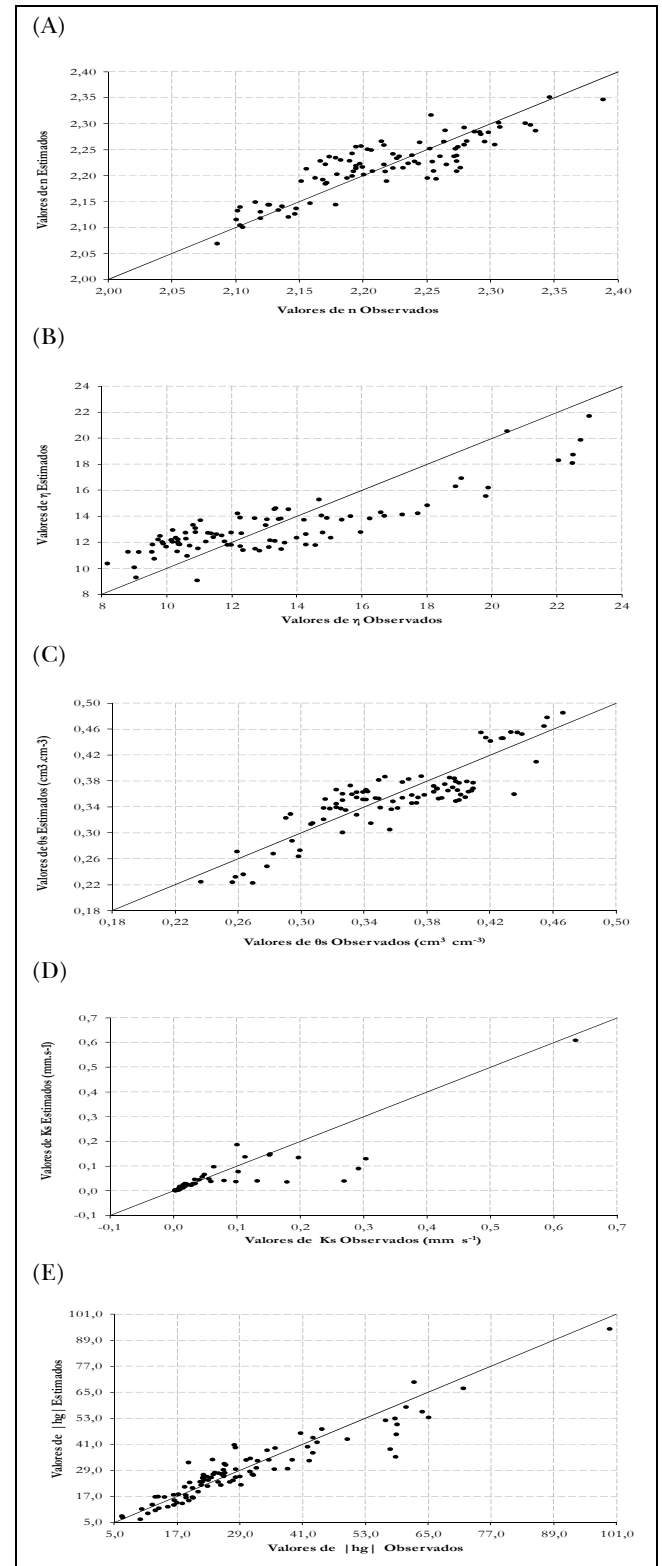 (A)
2,40
2,35
2,30
2,25
2,20
2,15
2,10
2,05
2,00
Valores de n Estimados
2,00 2,05 2,10 2,15 2,20 2,25 2,30 2,35 2,40
Valores de n Observados
(B)
24
22
20
18
16
14
12
10
8
Valores de η Estimados
8 10 12 14 16 18 20 22 24
Valores de η Observados
(C)
0,50
0,46
0,42
0,38
0,34
0,30
0,26
0,22
0,18
Valores de θs Estimados (cm3.cm-3)
0,18 0,22 0,26 0,30 0,34 0,38 0,42 0,46 0,50
Valores de θs Observados (cm³ cm⁻³)
(D)
0,7
0,6
0,5
0,4
0,3
0,2
0,1
0,0
-0,1
Valores de Ks Estimados (mm.s-1)
-0,1 0,0 0,1 0,2 0,3 0,4 0,5 0,6 0,7
Valores de Ks Observados (mm s⁻¹)
(E)
101,0
89,0
77,0
65,0
53,0
41,0
29,0
17,0
5,0
Valores de |hg| Estimados
5,0 17,0 29,0 41,0 53,0 65,0 77,0 89,0 101,0
Valores de |hg| Observados